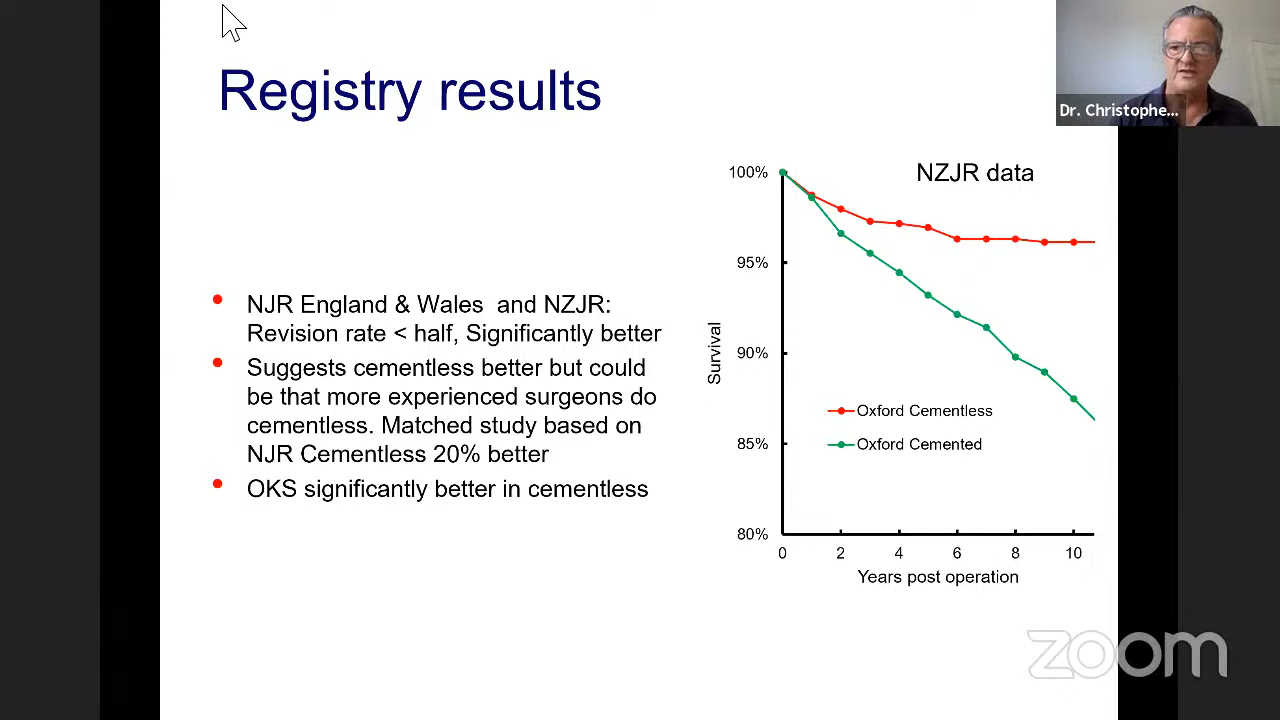 Registry results
Dr. Christophe...
NZJR data
NJR England & Wales and NZJR:
Revision rate < half, Significantly better
Suggests cementless better but could
be that more experienced surgeons do
cementless. Matched study based on
NJR Cementless 20% better
OKS significantly better in cementless
100%
95%
90%
85%
80%
Survival
Oxford Cementless
Oxford Cemented
0 2 4 6 8 10
Years post operation
zoom